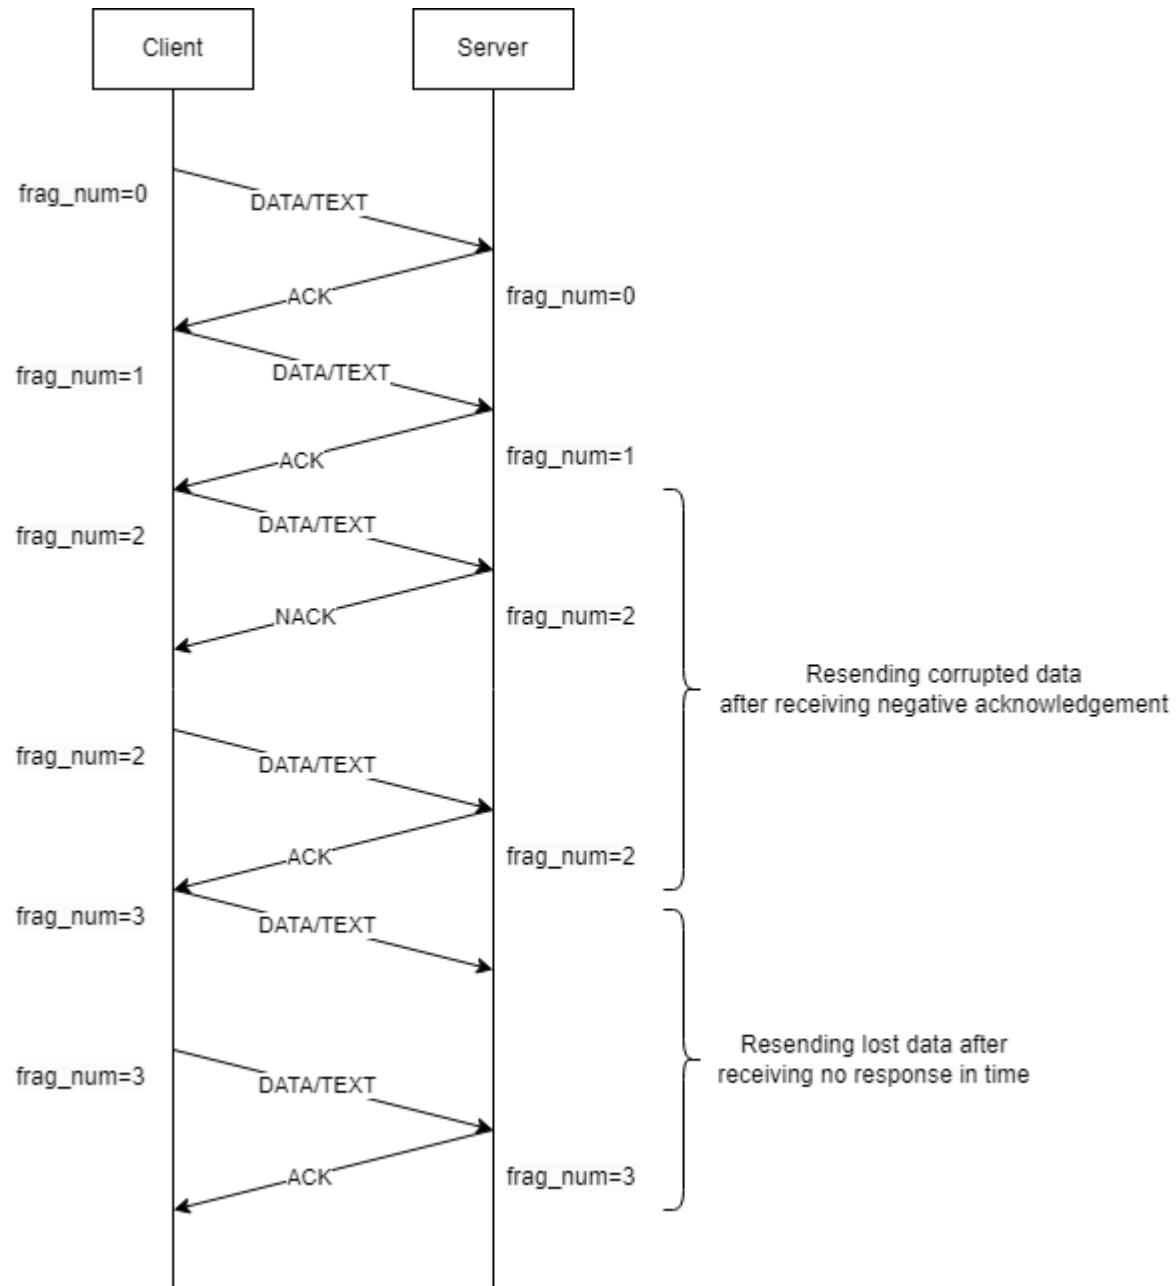 Client
Server
frag_num=0
DATA/TEXT
ACK
frag_num=0
frag_num=1
DATA/TEXT
ACK
frag_num=1
frag_num=2
DATA/TEXT
NACK
frag_num=2
Resending corrupted data
after receiving negative acknowledgement
frag_num=2
DATA/TEXT
ACK
frag_num=2
frag_num=3
DATA/TEXT
Resending lost data after
receiving no response in time
frag_num=3
DATA/TEXT
ACK
frag_num=3